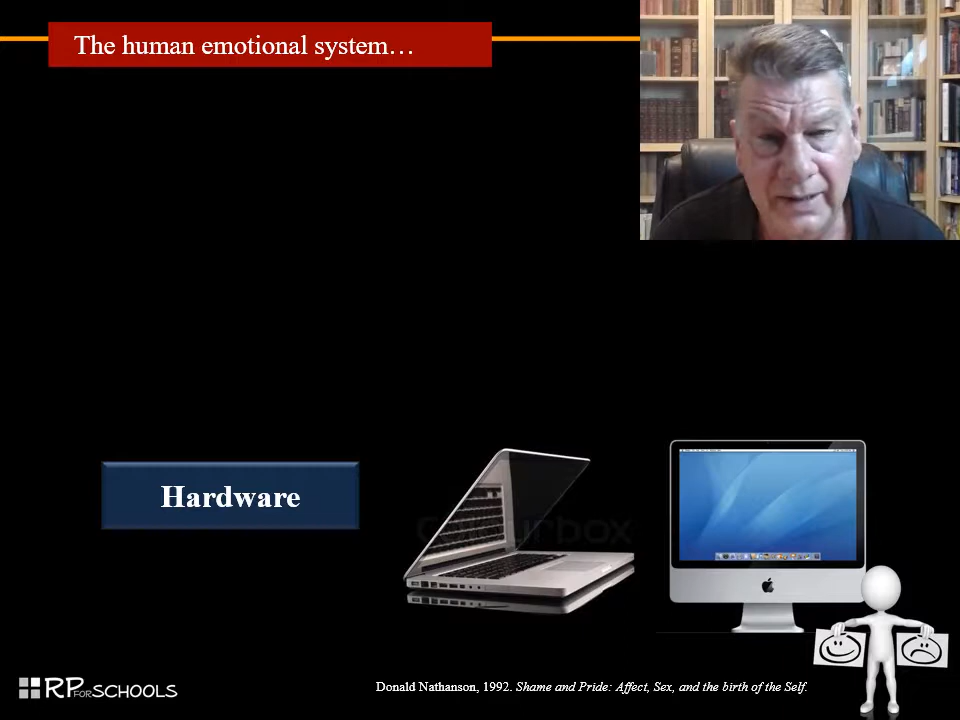 The human emotional system…
Hardware
colourbox
RP FOR SCHOOLS
Donald Nathanson, 1992. Shame and Pride: Affect, Sex, and the birth of the Self.